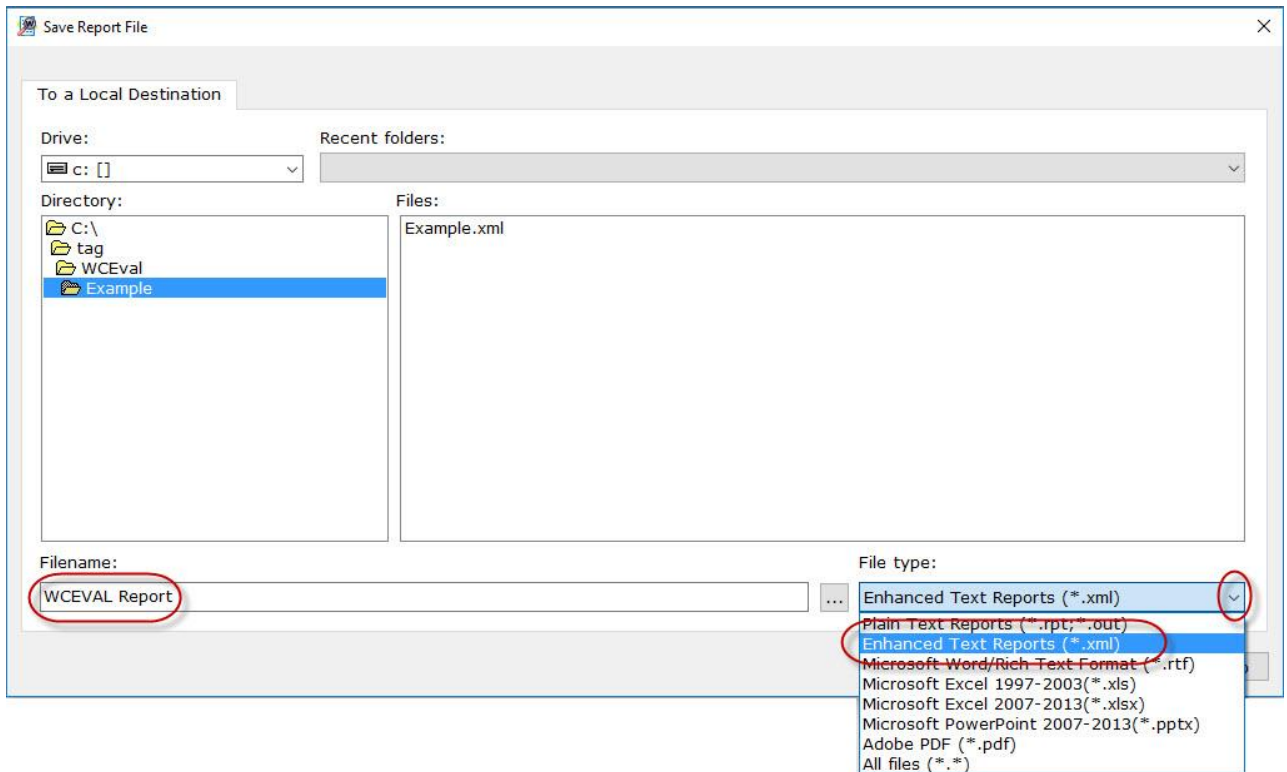 Save Report File
To a Local Destination
Drive:
Recent folders:
c: []
Directory:
Files:
C:\
tag
WCEval
Example
Example.xml
Filename:
File type:
WCEVAL Report
...
Enhanced Text Reports (*.xml)
Plain Text Reports (*.rpt;*.out)
Enhanced Text Reports (*.xml)
Microsoft Word/Rich Text Format (*.rtf)
Microsoft Excel 1997-2003(*.xls)
Microsoft Excel 2007-2013(*.xlsx)
Microsoft PowerPoint 2007-2013(*.pptx)
Adobe PDF (*.pdf)
All files (*.*)